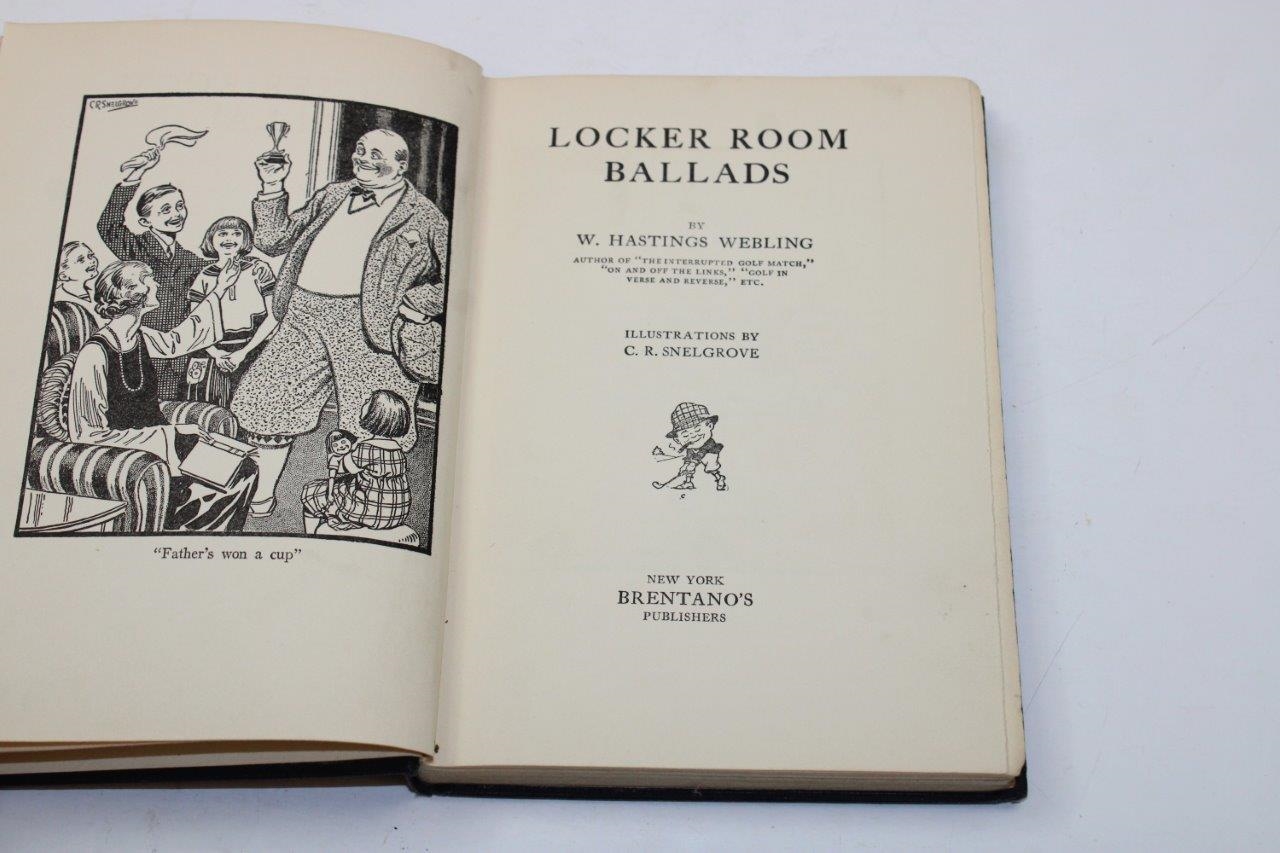 C.R.SNELGROVE
"Father's won a cup"
LOCKER ROOM
BALLADS
BY
W. HASTINGS WEBLING
AUTHOR OF "THE INTERRUPTED GOLF MATCH,"
"ON AND OFF THE LINKS," "GOLF IN
VERSE AND REVERSE," ETC.
ILLUSTRATIONS BY
C. R. SNELGROVE
NEW YORK
BRENTANO'S
PUBLISHERS